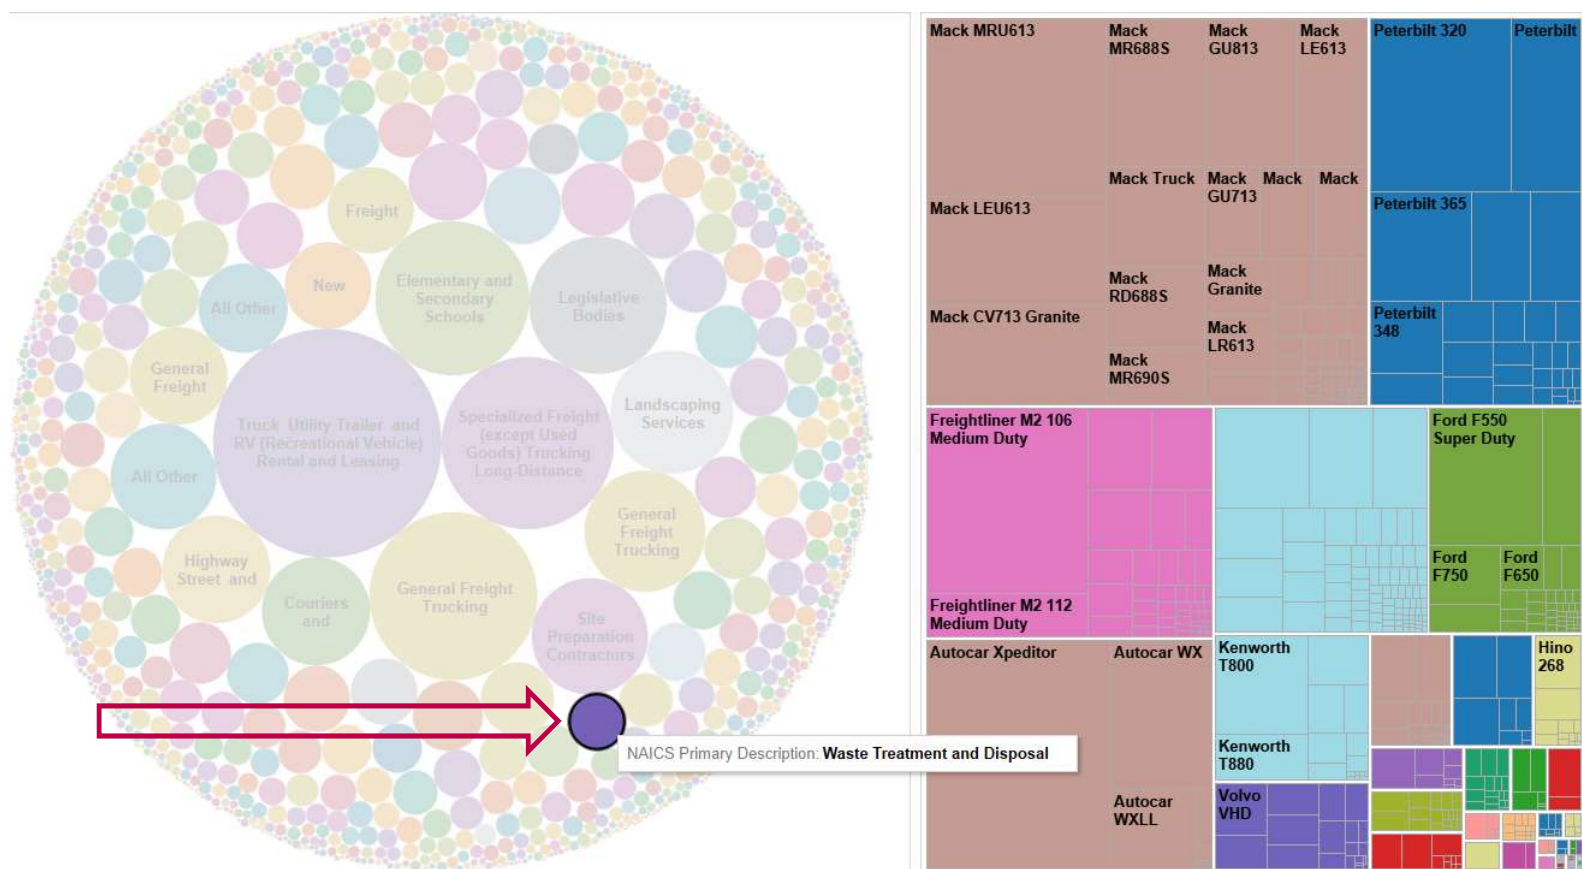 Freight
New
Elementary and
Secondary
Schools
Legislative
Bodies
All Other
General
Freight
Truck Utility Trailer and
RV (Recreational Vehicle)
Rental and Leasing
Specialized Freight
(except Used
Goods) Trucking
Long-Distance
Landscaping
Services
All Other
General
Freight
Trucking
Highway
Street and
Couriers
and
General Freight
Trucking
Site
Preparation
Contractors
NAICS Primary Description: Waste Treatment and Disposal
Mack MRU613
Mack
MR688S
Mack
GU813
Mack
LE613
Mack Truck
Mack
GU713
Mack
Mack
Mack LEU613
Mack
RD688S
Mack
Granite
Mack CV713 Granite
Mack
LR613
Mack
MR690S
Peterbilt 320
Peterbilt
Peterbilt 365
Peterbilt
348
Freightliner M2 106
Medium Duty
Freightliner M2 112
Medium Duty
Ford F550
Super Duty
Ford
F750
Ford
F650
Autocar Xpeditor
Autocar WX
Autocar
WXLL
Kenworth
T800
Kenworth
T880
Hino
268
Volvo
VHD